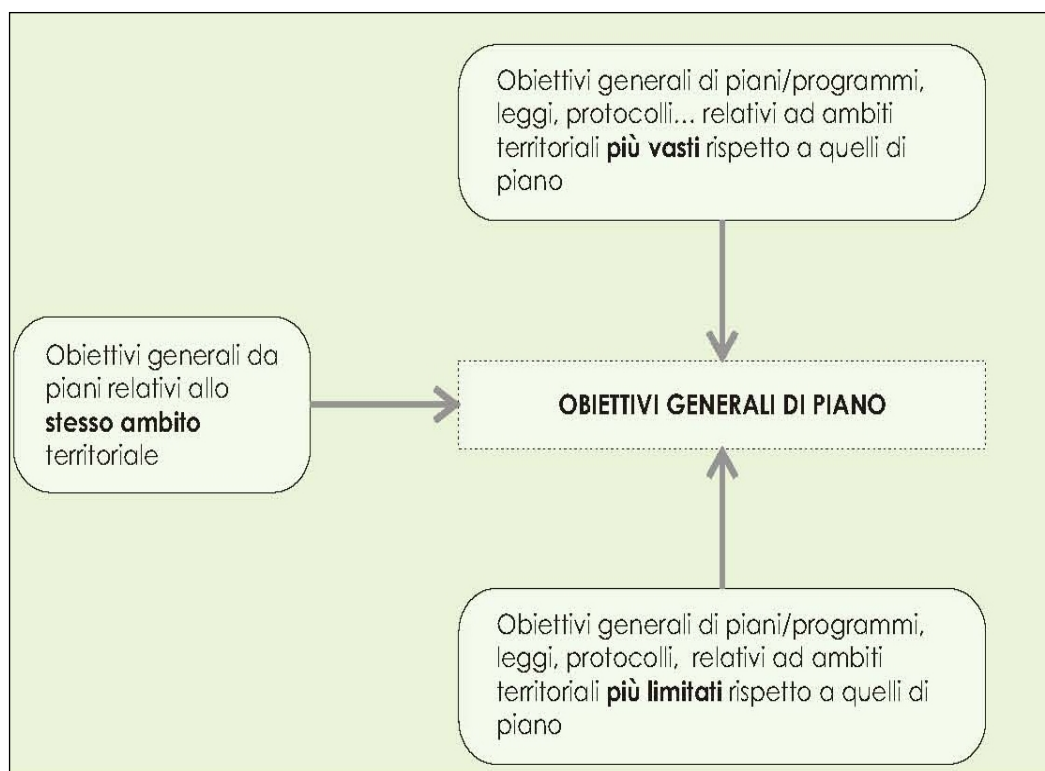 Obiettivi generali di piani/programmi,
leggi, protocolli... relativi ad ambiti
territoriali più vasti rispetto a quelli di
piano
Obiettivi generali da
piani relativi allo
stesso ambito
territoriale
OBIETTIVI GENERALI DI PIANO
Obiettivi generali di piani/programmi,
leggi, protocolli, relativi ad ambiti
territoriali più limitati rispetto a quelli di
piano